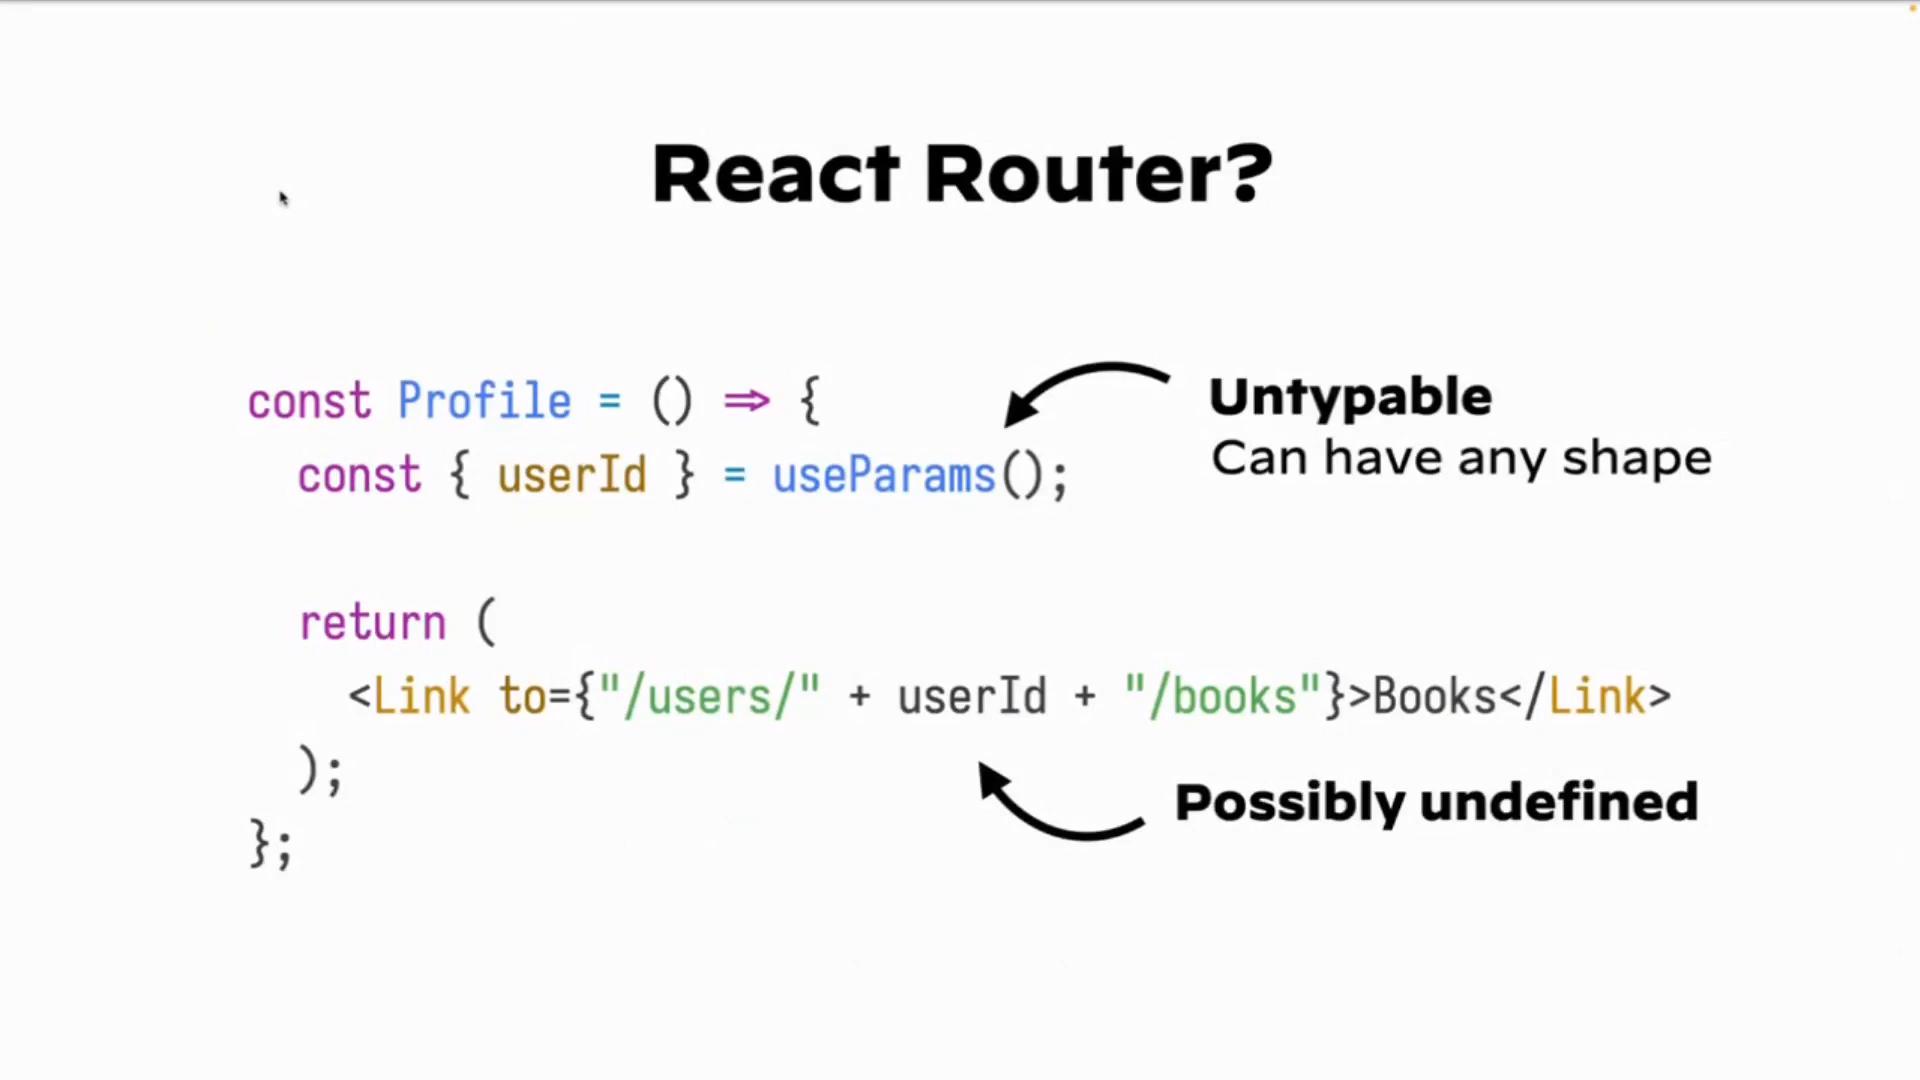 React Router?
const Profile = () => {
Untypable
Can have any shape
const { userId } = useParams();
return (
<Link to={"/users/" + userId + "/books"}>Books</Link>
);
Possibly undefined
};